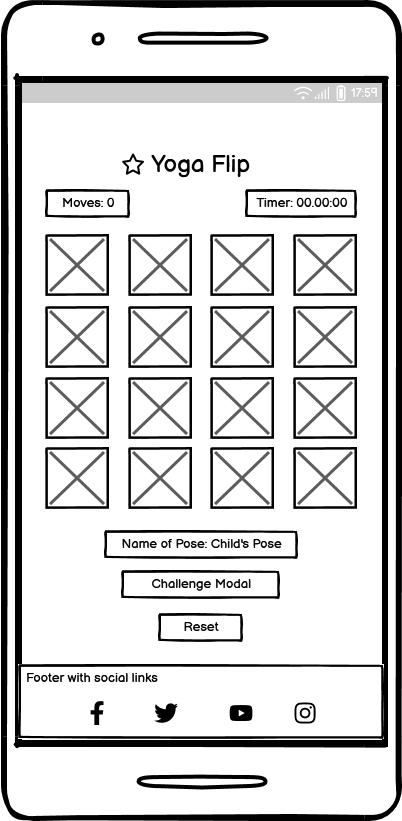 17:59
Yoga Flip
Moves: 0
Timer: 00.00:00
Name of Pose: Child's Pose
Challenge Modal
Reset
Footer with social links